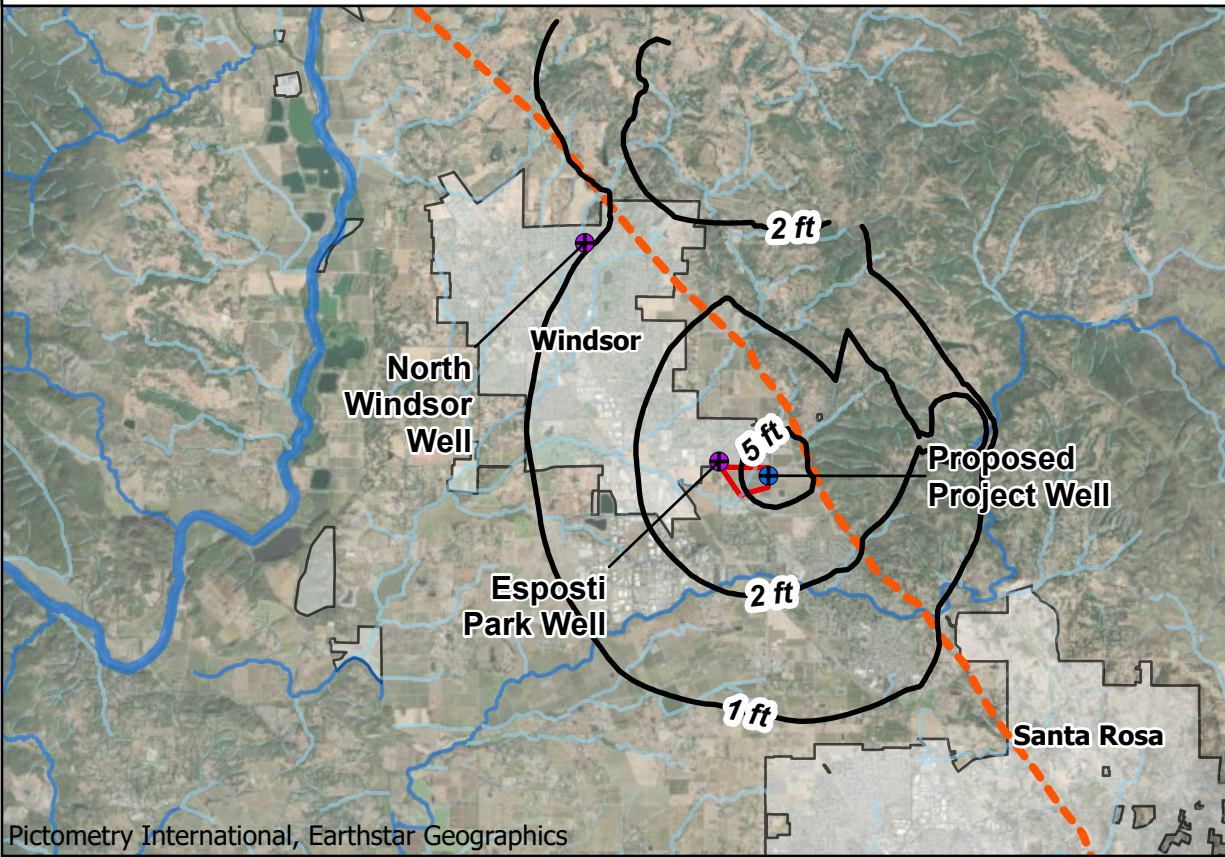 2 ft
Windsor
North
Windsor
Well
5 ft
Proposed
Project Well
Esposti
Park Well
2 ft
1 ft
Santa Rosa
Pictometry International, Earthstar Geographics